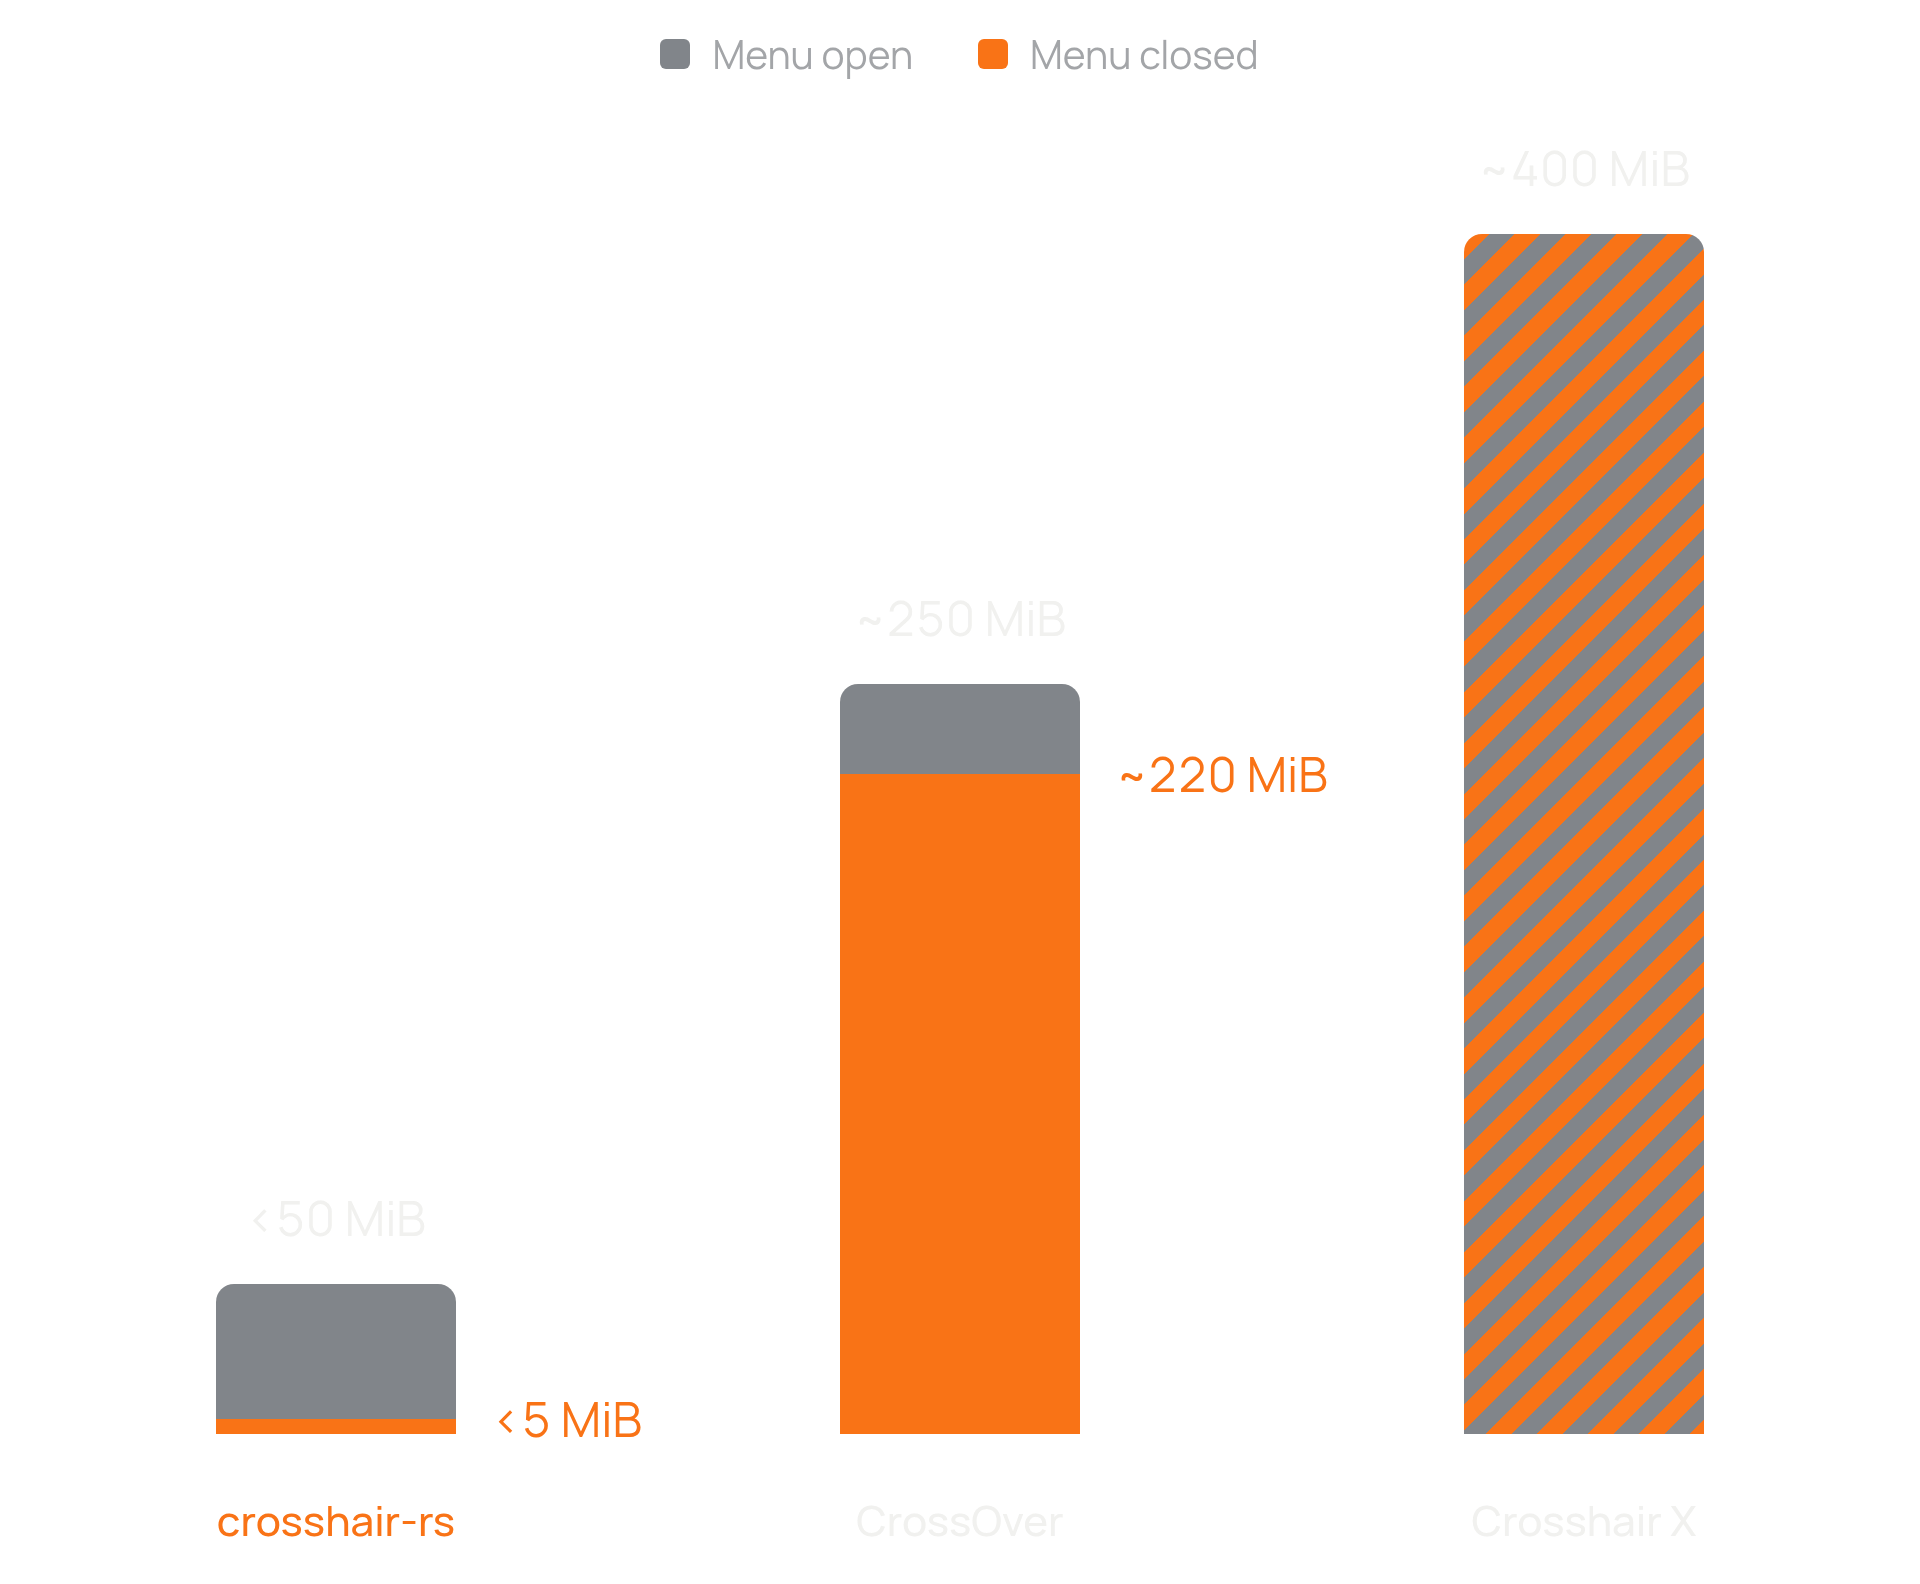 Menu open
Menu closed
~400 MiB
~250 MiB
~220 MiB
<50 MiB
<5 MiB
crosshair-rs
CrossOver
Crosshair X